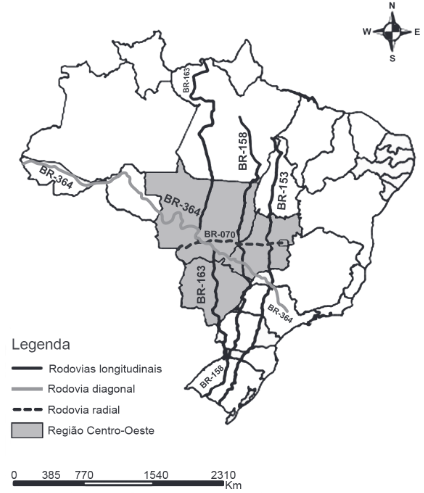 N
W
E
S
BR-163
BR-158
BR-153
BR-364
BR-364
BR-070
BR-163
BR-364
BR-158
Legenda
Rodovias longitudinais
Rodovia diagonal
Rodovia radial
Região Centro-Oeste
0 385 770 1540 2310
Km